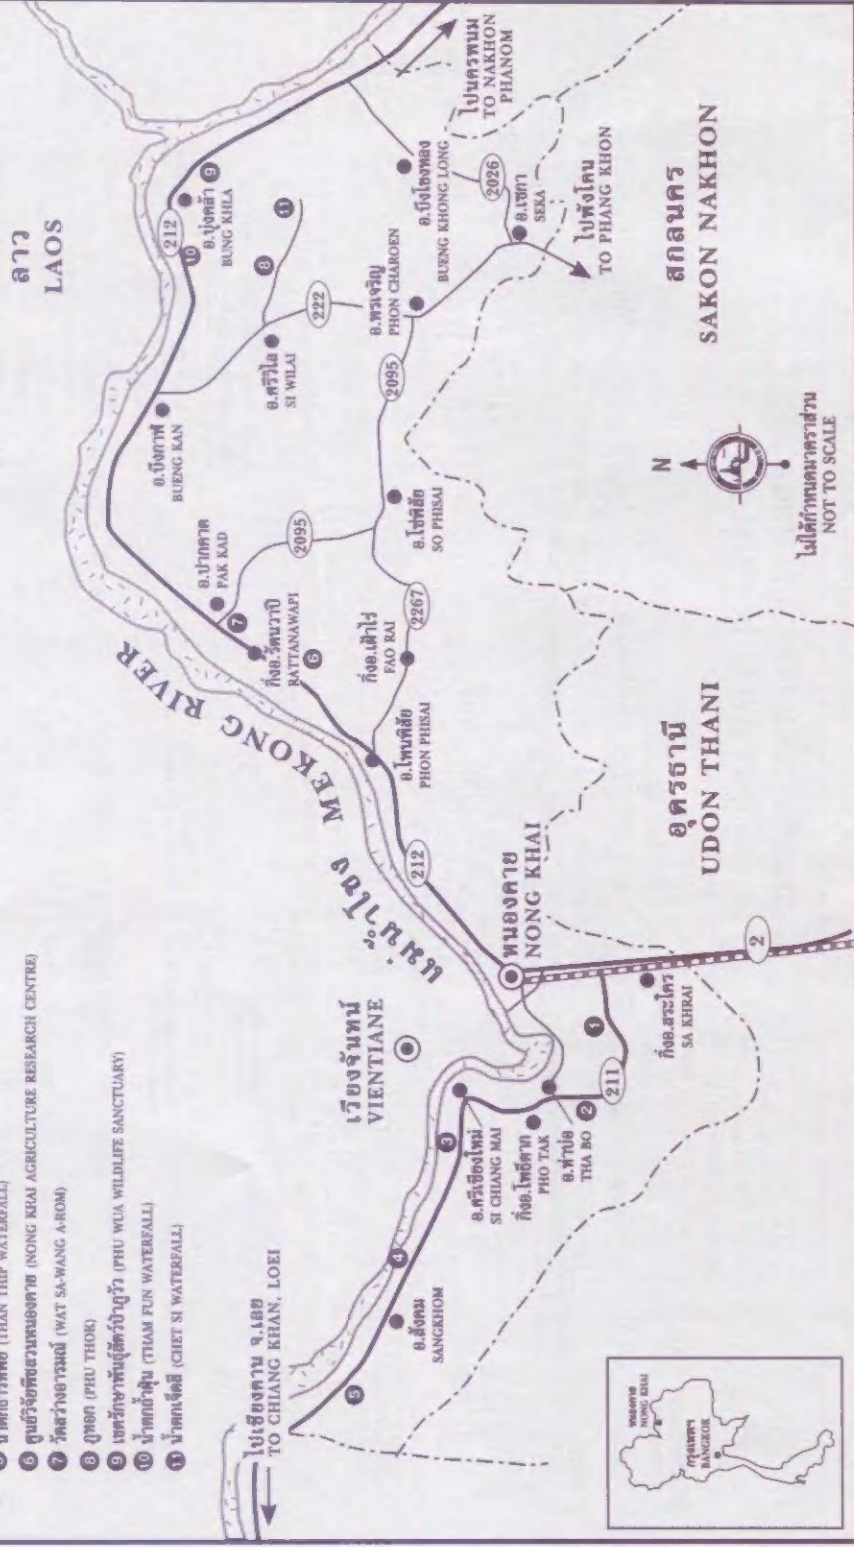 (THAN THIP WATERFALL)
6 ศูนย์วิจัยพืชสวนหนองคาย (NONG KHAI AGRICULTURE RESEARCH CENTRE)
7 วัดสว่างอารมณ์ (WAT SA-WANG A-ROM)
8 ภูทอก (PHU THOK)
9 เขตรักษาพันธุ์สัตว์ป่าภูวัว (PHU WUA WILDLIFE SANCTUARY)
10 น้ำตกถ้ำฝุ่น (THAM FUN WATERFALL)
11 น้ำตกเจ็ดสี (CHET SI WATERFALL)
ลาว
LAOS
ไปเชียงคาน จ.เลย
TO CHIANG KHAN, LOEI
5
อ.สังคม
SANGKHOM
4
3
อ.ศรีเชียงใหม่
SI CHIANG MAI
กิ่งอ.โพธิ์ตาก
PHO TAK
อ.ท่าบ่อ
THA BO
2
211
1
เวียงจันทน์
VIENTIANE
แม่น้ำโขง MEKONG RIVER
หนองคาย
NONG KHAI
กิ่งอ.สระใคร
SA KHRAI
2
212
อ.โพนพิสัย
PHON PHISAI
กิ่งอ.เฝ้าไร่
FAO RAI
2267
กิ่งอ.รัตนวาปี
RATTANAWAPI
6
7
อ.ปากคาด
PAK KAD
2095
อ.โซ่พิสัย
SO PHISAI
2095
อ.บึงกาฬ
BUENG KAN
อ.ศรีวิไล
SI WILAI
222
8
11
10
212
อ.บุ่งคล้า
BUNG KHLA
9
อ.พรเจริญ
PHON CHAROEN
อ.บึงโขงหลง
BUENG KHONG LONG
2026
อ.เซกา
SEKA
ไปนครพนม
TO NAKHON
PHANOM
ไปพังโคน
TO PHANG KHON
สกลนคร
SAKON NAKHON
อุดรธานี
UDON THANI
N
ไม่ได้กำหนดมาตราส่วน
NOT TO SCALE
หนองคาย
NONG KHAI
กรุงเทพฯ
BANGKOK